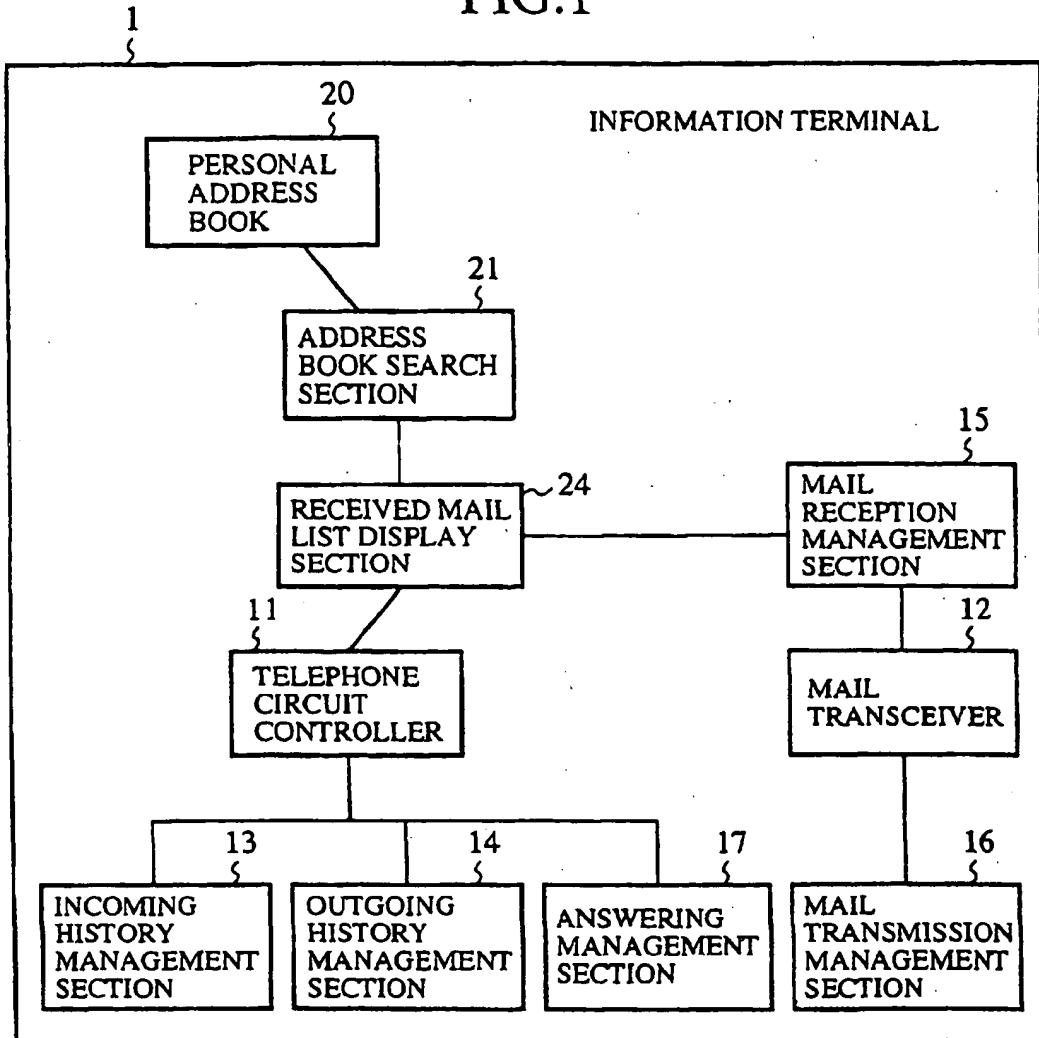 FIG.1
1
20
INFORMATION TERMINAL
PERSONAL
ADDRESS
BOOK
21
ADDRESS
BOOK SEARCH
SECTION
15
24
RECEIVED MAIL
LIST DISPLAY
SECTION
MAIL
RECEPTION
MANAGEMENT
SECTION
11
12
TELEPHONE
CIRCUIT
CONTROLLER
MAIL
TRANSCEIVER
13
14
17
16
INCOMING
HISTORY
MANAGEMENT
SECTION
OUTGOING
HISTORY
MANAGEMENT
SECTION
ANSWERING
MANAGEMENT
SECTION
MAIL
TRANSMISSION
MANAGEMENT
SECTION